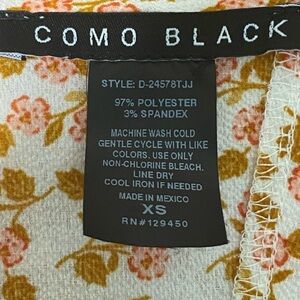 COMO BLACK
STYLE: D-24578TJJ
97% POLYESTER
3% SPANDEX
MACHINE WASH COLD
GENTLE CYCLE WITH LIKE
COLORS. USE ONLY
NON-CHLORINE BLEACH.
LINE DRY
COOL IRON IF NEEDED
MADE IN MEXICO
XS
RN#129450